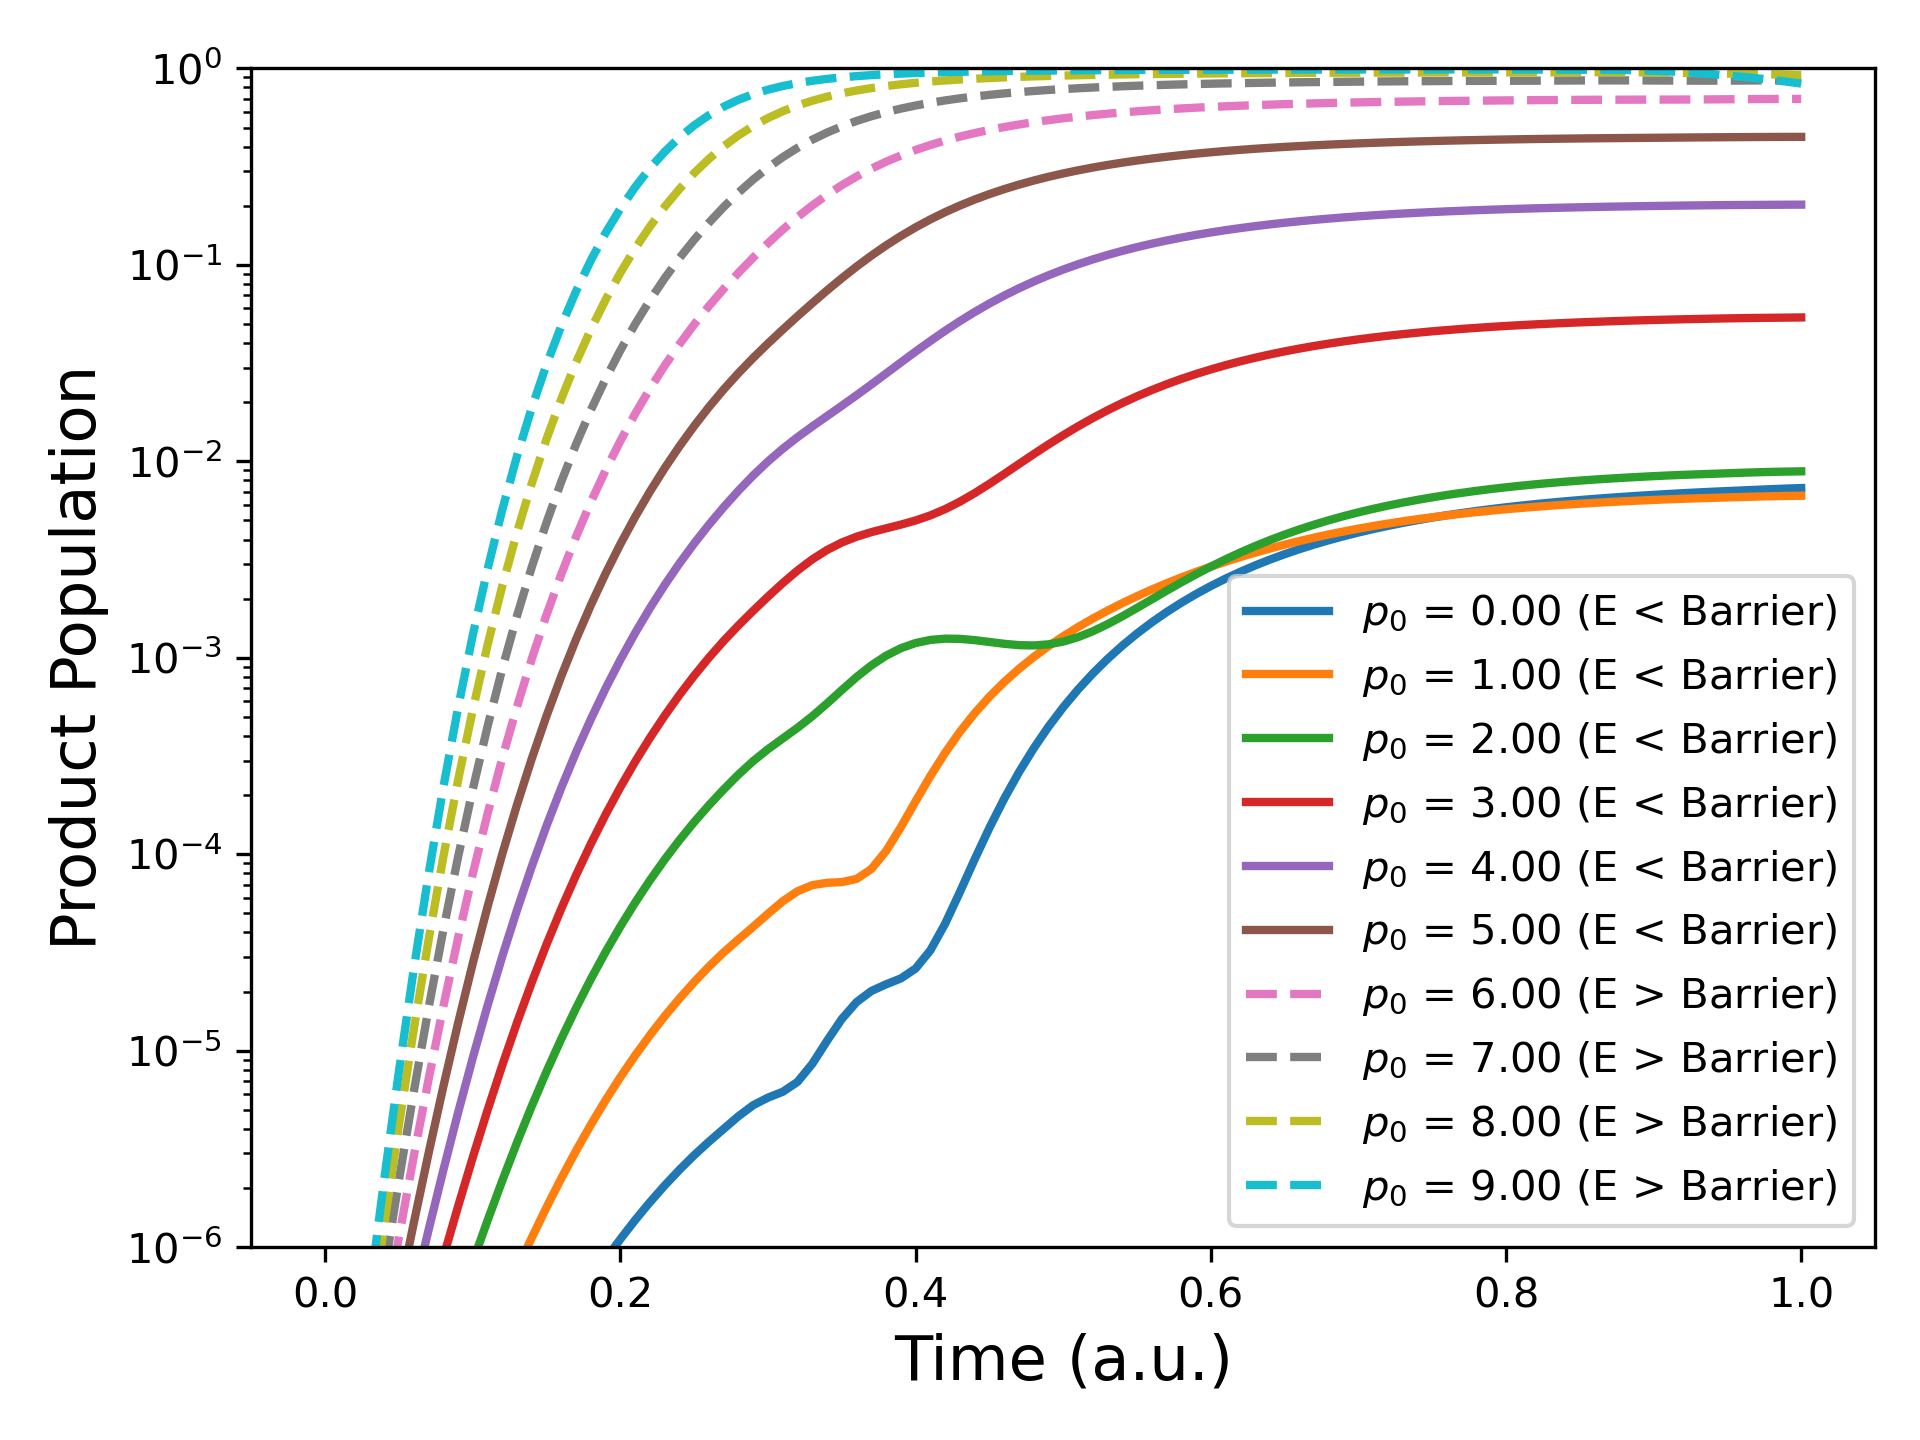 10⁰
10⁻¹
10⁻²
10⁻³
10⁻⁴
10⁻⁵
10⁻⁶
Product Population
0.0 0.2 0.4 0.6 0.8 1.0
Time (a.u.)
p₀ = 0.00 (E < Barrier)
p₀ = 1.00 (E < Barrier)
p₀ = 2.00 (E < Barrier)
p₀ = 3.00 (E < Barrier)
p₀ = 4.00 (E < Barrier)
p₀ = 5.00 (E < Barrier)
p₀ = 6.00 (E > Barrier)
p₀ = 7.00 (E > Barrier)
p₀ = 8.00 (E > Barrier)
p₀ = 9.00 (E > Barrier)